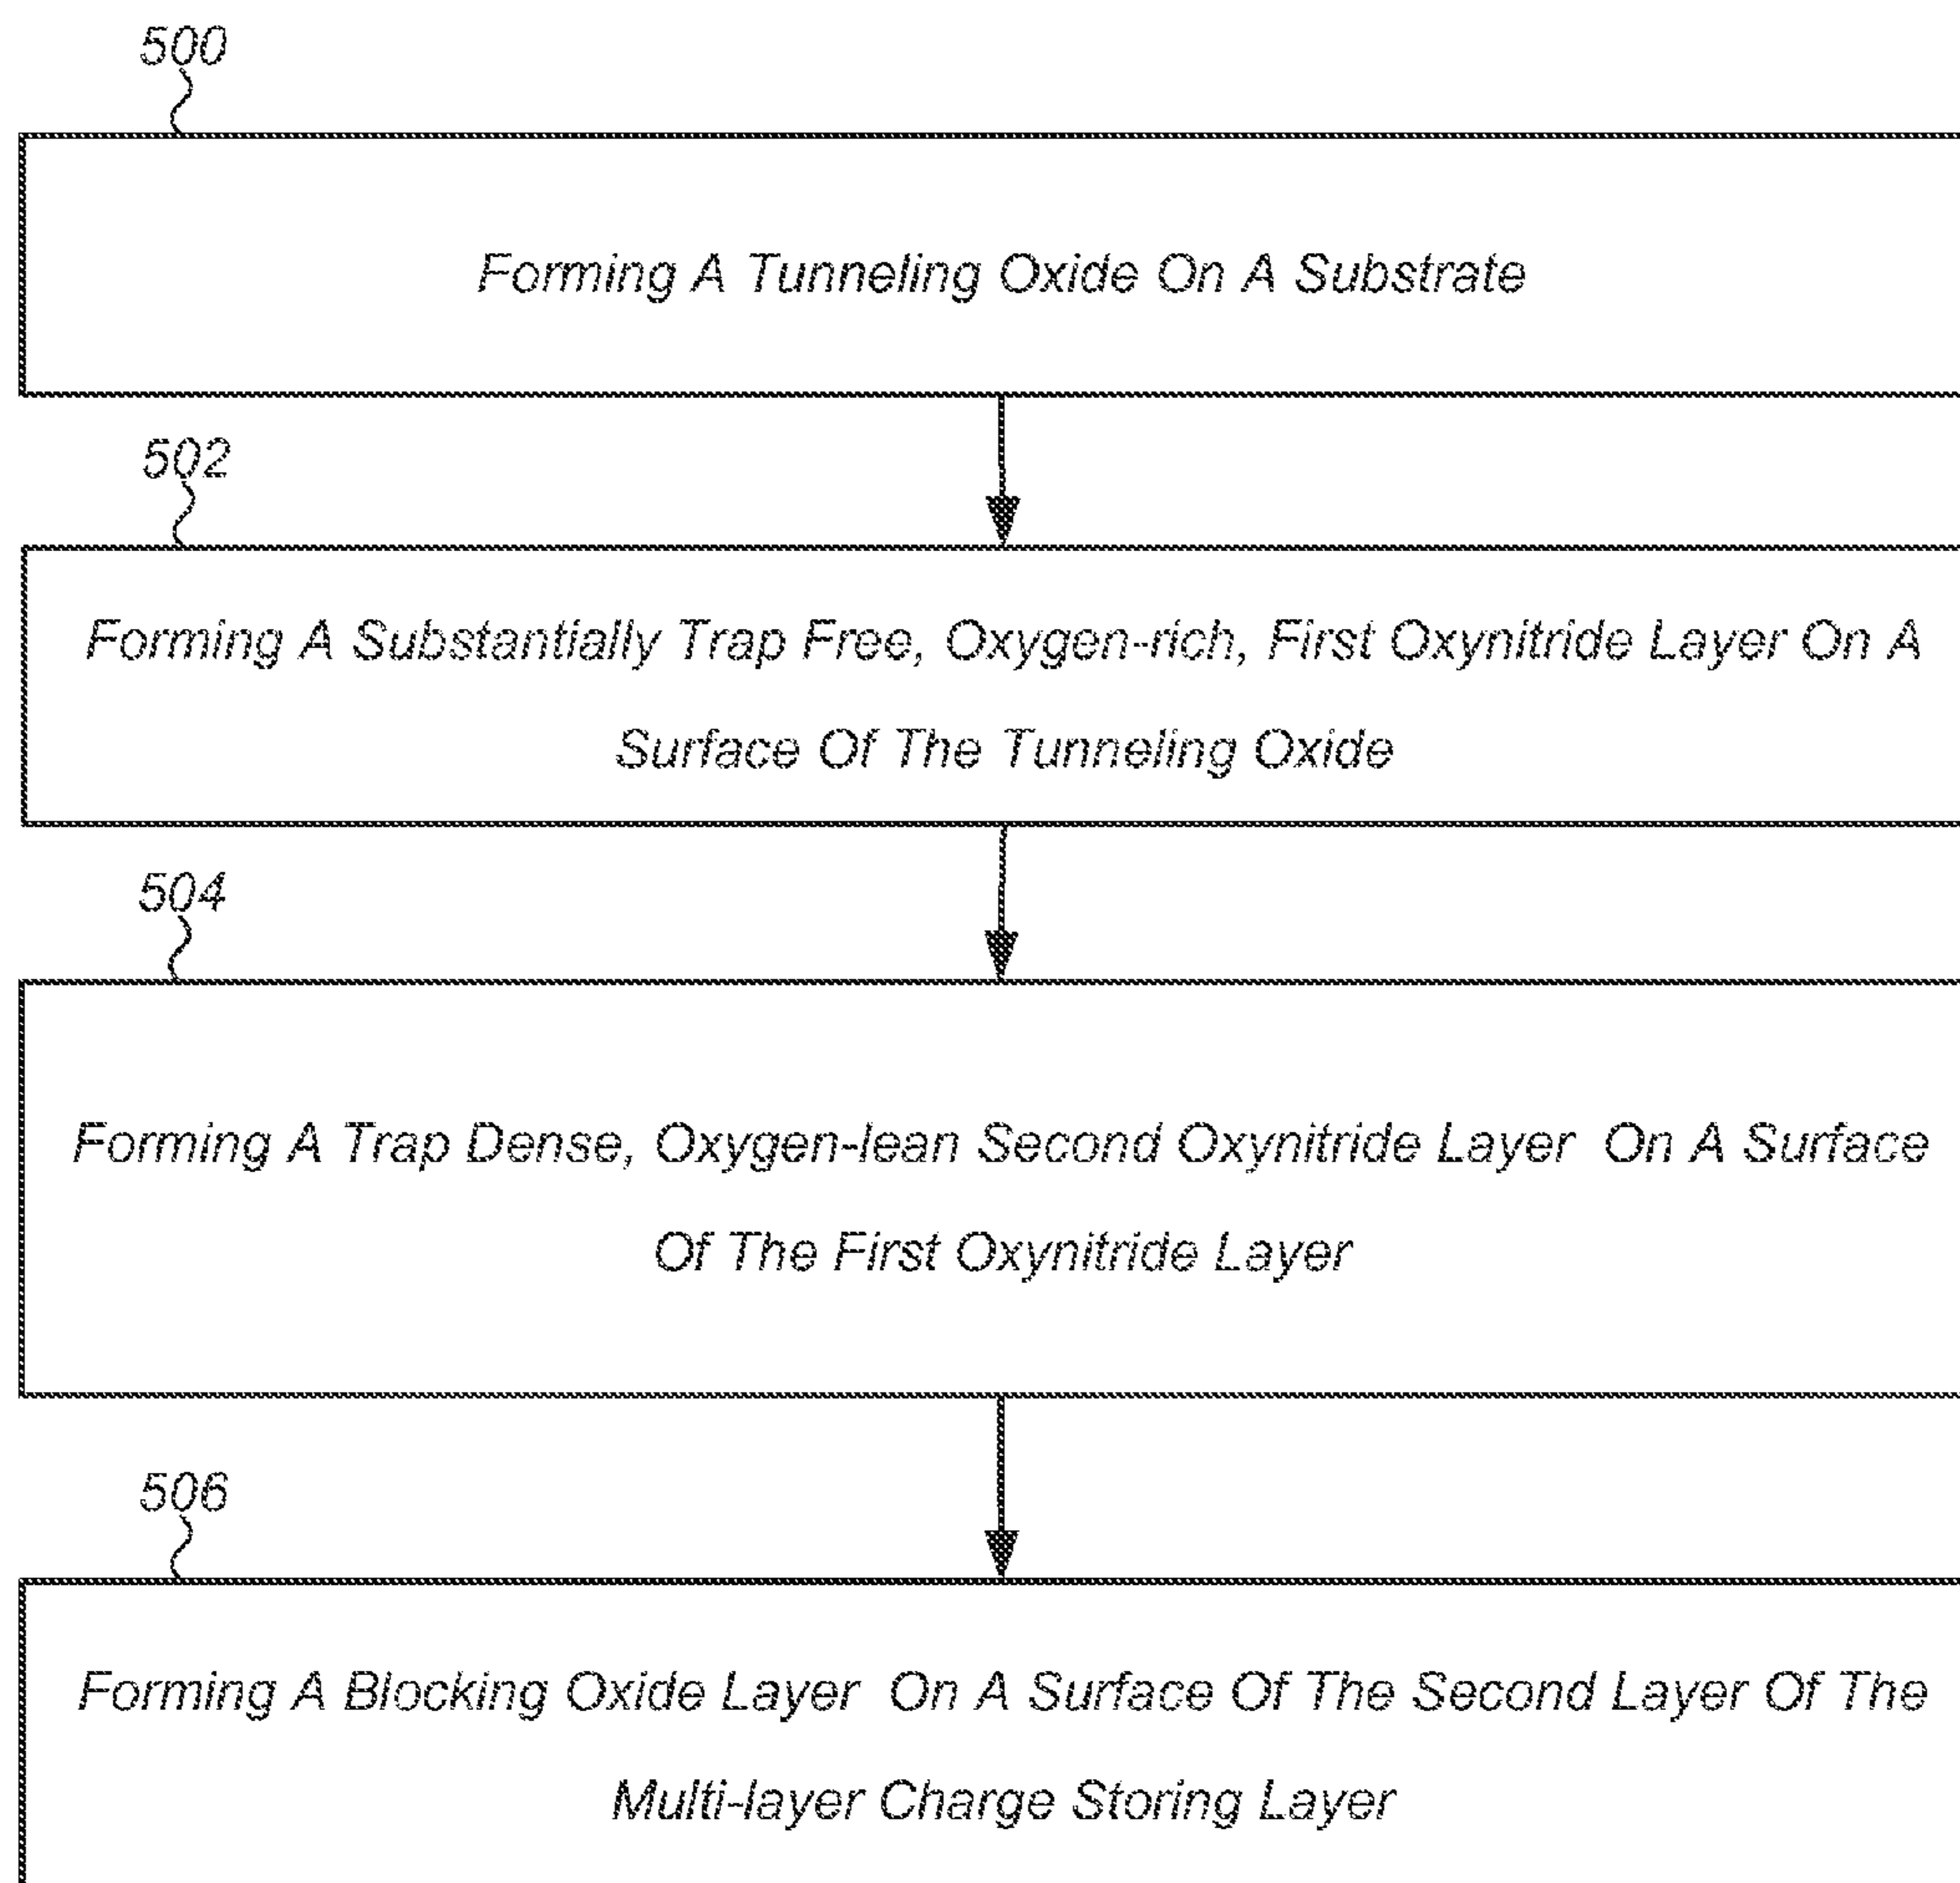 500
Forming A Tunneling Oxide On A Substrate
502
Forming A Substantially Trap Free, Oxygen-rich, First Oxynitride Layer On A
Surface Of The Tunneling Oxide
504
Forming A Trap Dense, Oxygen-lean Second Oxynitride Layer On A Surface
Of The First Oxynitride Layer
506
Forming A Blocking Oxide Layer On A Surface Of The Second Layer Of The
Multi-layer Charge Storing Layer